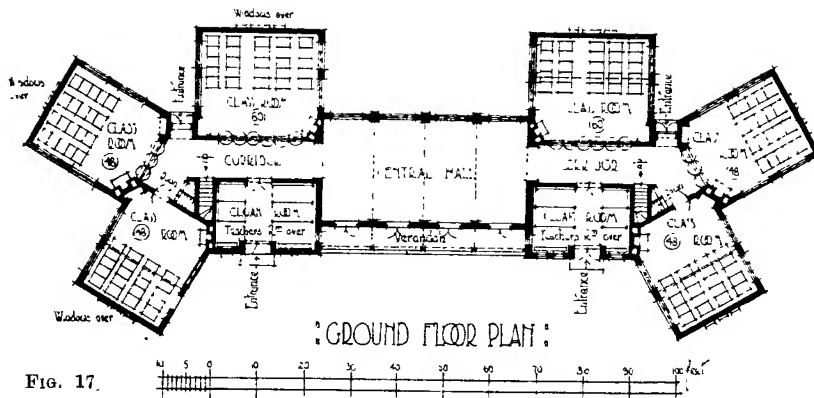 Windows over
Entrance
CLASS ROOM
60
CLASS
ROOM
48
Windows
over
CORRIDOR
CENTRAL HALL
CLOAK ROOM
Teachers Rm over
Verandah
CLASS
48
ROOM
Entrance
Windows over
Entrance
CLASS ROOM
CLASS
ROOM
48
CORRIDOR
CLOAK ROOM
Teachers Rm over
CLASS
48
ROOM
Entrance
: GROUND FLOOR PLAN :
FIG. 17.
10 5 0 10 20 30 40 50 60 70 80 90 100 FEET